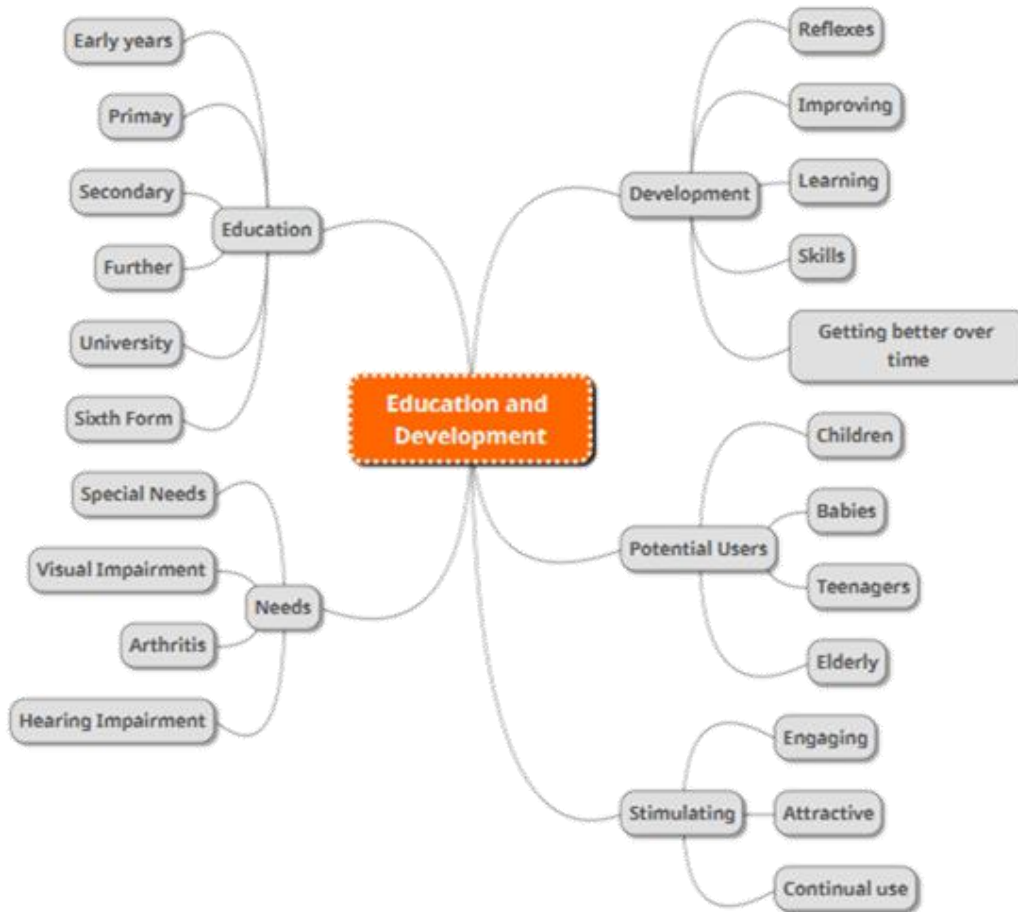 Education and
Development
Education
Early years
Primay
Secondary
Further
University
Sixth Form
Needs
Special Needs
Visual Impairment
Arthritis
Hearing Impairment
Development
Reflexes
Improving
Learning
Skills
Getting better over
time
Potential Users
Children
Babies
Teenagers
Elderly
Stimulating
Engaging
Attractive
Continual use